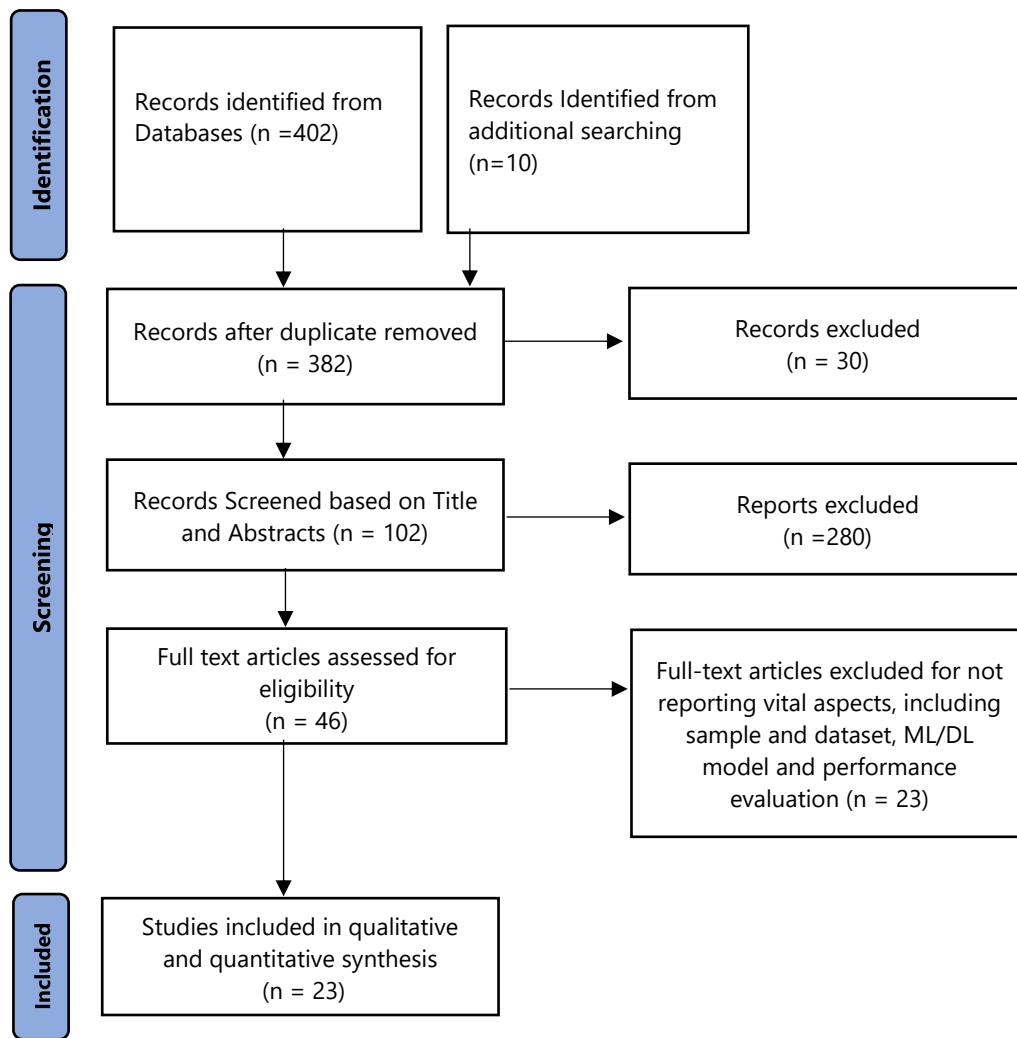 Identification
Records identified from
Databases (n =402)
Records Identified from
additional searching
(n=10)
Screening
Records after duplicate removed
(n = 382)
Records excluded
(n = 30)
Records Screened based on Title
and Abstracts (n = 102)
Reports excluded
(n =280)
Full text articles assessed for
eligibility
(n = 46)
Full-text articles excluded for not
reporting vital aspects, including
sample and dataset, ML/DL
model and performance
evaluation (n = 23)
Included
Studies included in qualitative
and quantitative synthesis
(n = 23)